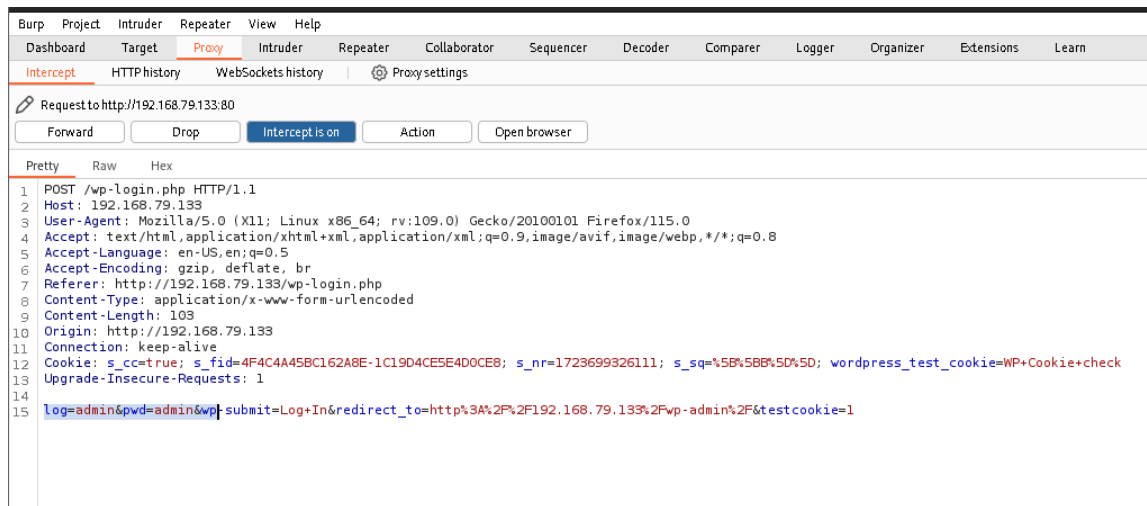 Burp Project Intruder Repeater View Help
Dashboard Target Proxy Intruder Repeater Collaborator Sequencer Decoder Comparer Logger Organizer Extensions Learn
Intercept HTTP history WebSockets history Proxy settings
Request to http://192.168.79.133:80
Forward Drop Intercept is on Action Open browser
Pretty Raw Hex
1 POST /wp-login.php HTTP/1.1
2 Host: 192.168.79.133
3 User-Agent: Mozilla/5.0 (X11; Linux x86_64; rv:109.0) Gecko/20100101 Firefox/115.0
4 Accept: text/html,application/xhtml+xml,application/xml;q=0.9,image/avif,image/webp,*/*;q=0.8
5 Accept-Language: en-US,en;q=0.5
6 Accept-Encoding: gzip, deflate, br
7 Referer: http://192.168.79.133/wp-login.php
8 Content-Type: application/x-www-form-urlencoded
9 Content-Length: 103
10 Origin: http://192.168.79.133
11 Connection: keep-alive
12 Cookie: s_cc=true; s_fid=4F4C4A45BC162A8E-1C19D4CE5E4D0CE8; s_nr=1723699326111; s_sq=%5B%5BB%5D%5D; wordpress_test_cookie=WP+Cookie+check
13 Upgrade-Insecure-Requests: 1
14
15 log=admin&pwd=admin&wp-submit=Log+In&redirect_to=http%3A%2F%2F192.168.79.133%2Fwp-admin%2F&testcookie=1